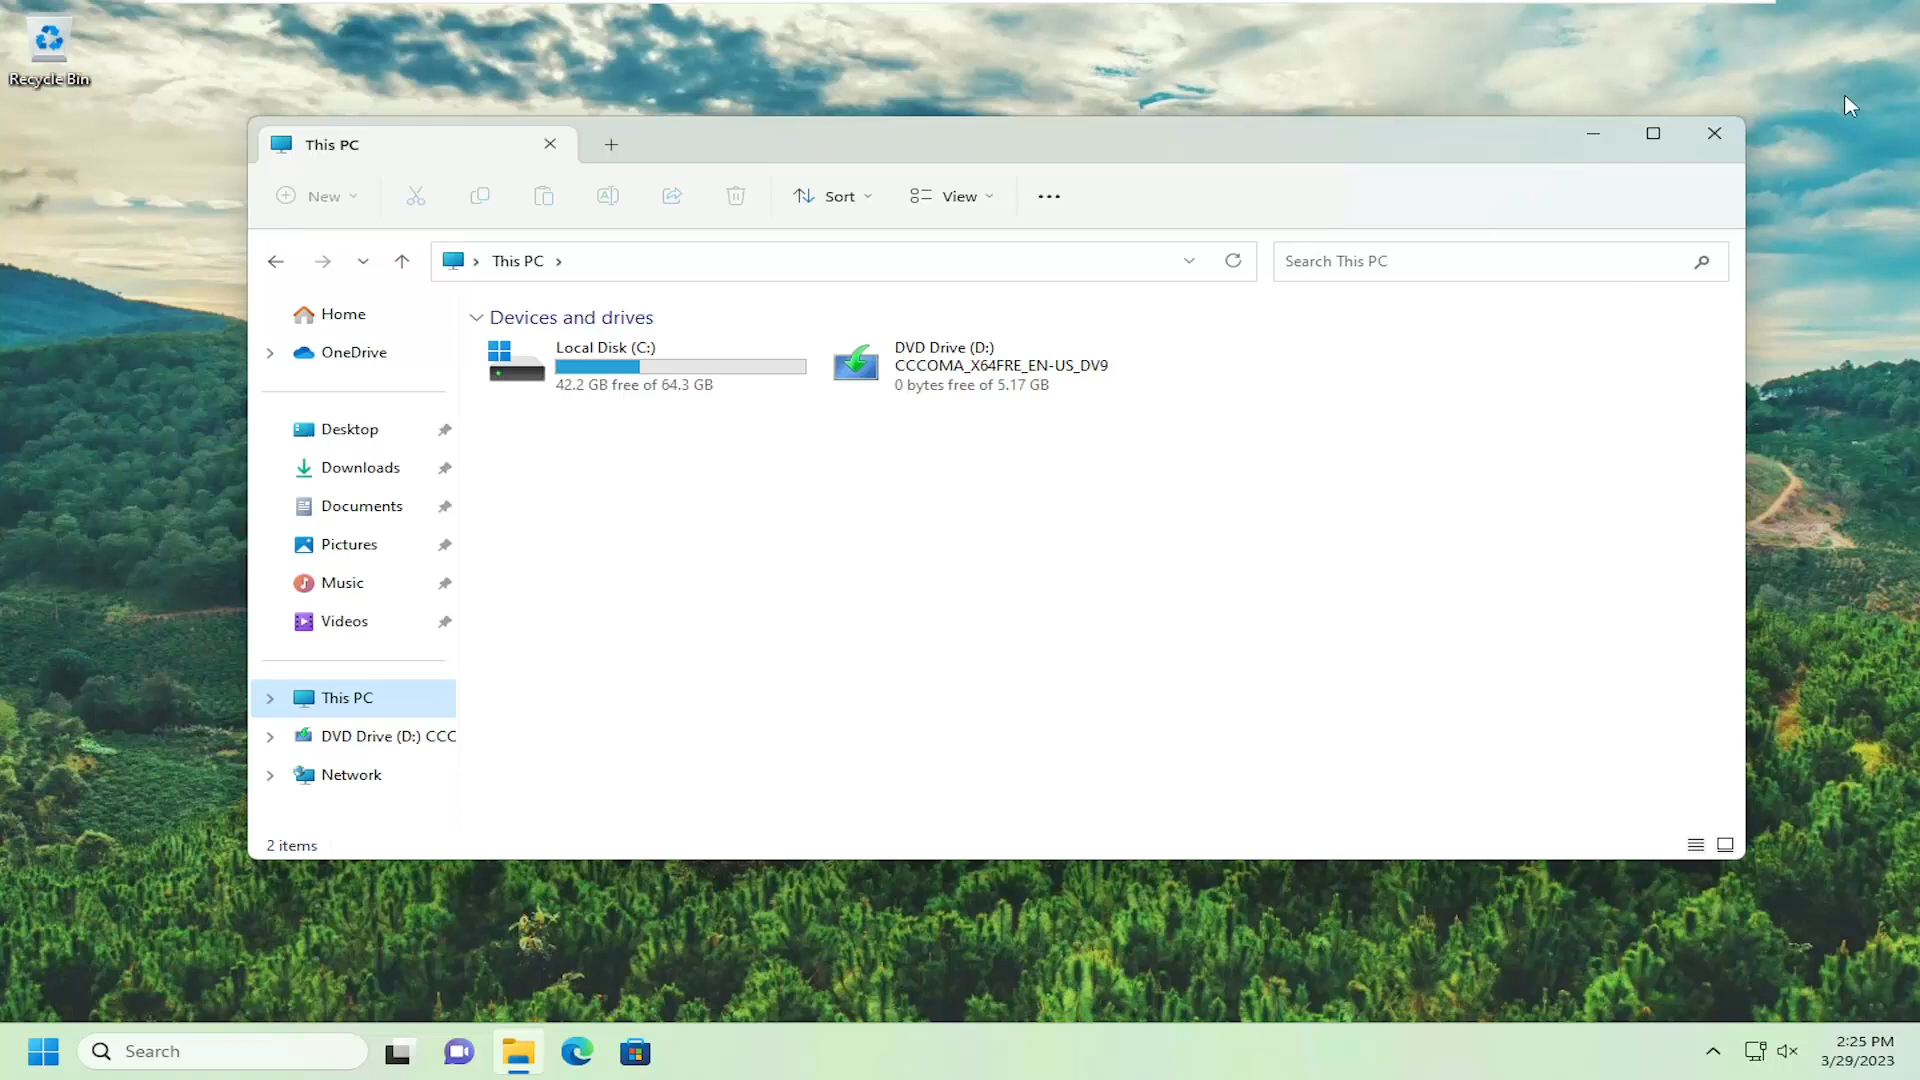 Recycle Bin
This PC
New
Sort
View
This PC
Search This PC
Home
OneDrive
Desktop
Downloads
Documents
Pictures
Music
Videos
This PC
DVD Drive (D:) CCC
Network
Devices and drives
Local Disk (C:)
42.2 GB free of 64.3 GB
DVD Drive (D:)
CCCOMA_X64FRE_EN-US_DV9
0 bytes free of 5.17 GB
2 items
Search
2:25 PM
3/29/2023